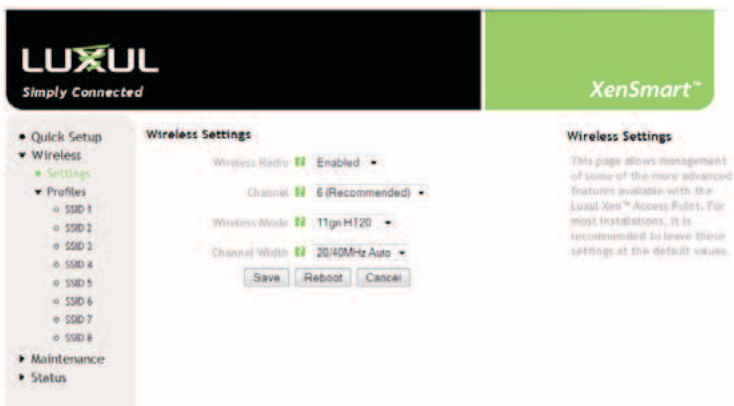 LUXUL
Simply Connected
XenSmart™
Quick Setup
Wireless
Settings
Profiles
SSID 1
SSID 2
SSID 3
SSID 4
SSID 5
SSID 6
SSID 7
SSID 8
Maintenance
Status
Wireless Settings
Wireless Radio Enabled
Channel 6 (Recommended)
Wireless Mode 11gn HT20
Channel Width 20/40MHz Auto
Save Reboot Cancel
Wireless Settings
This page allows management
of some of the more advanced
features available with the
Luxul Xen™ Access Point. For
most installations, it is
recommended to leave these
settings at the default values.